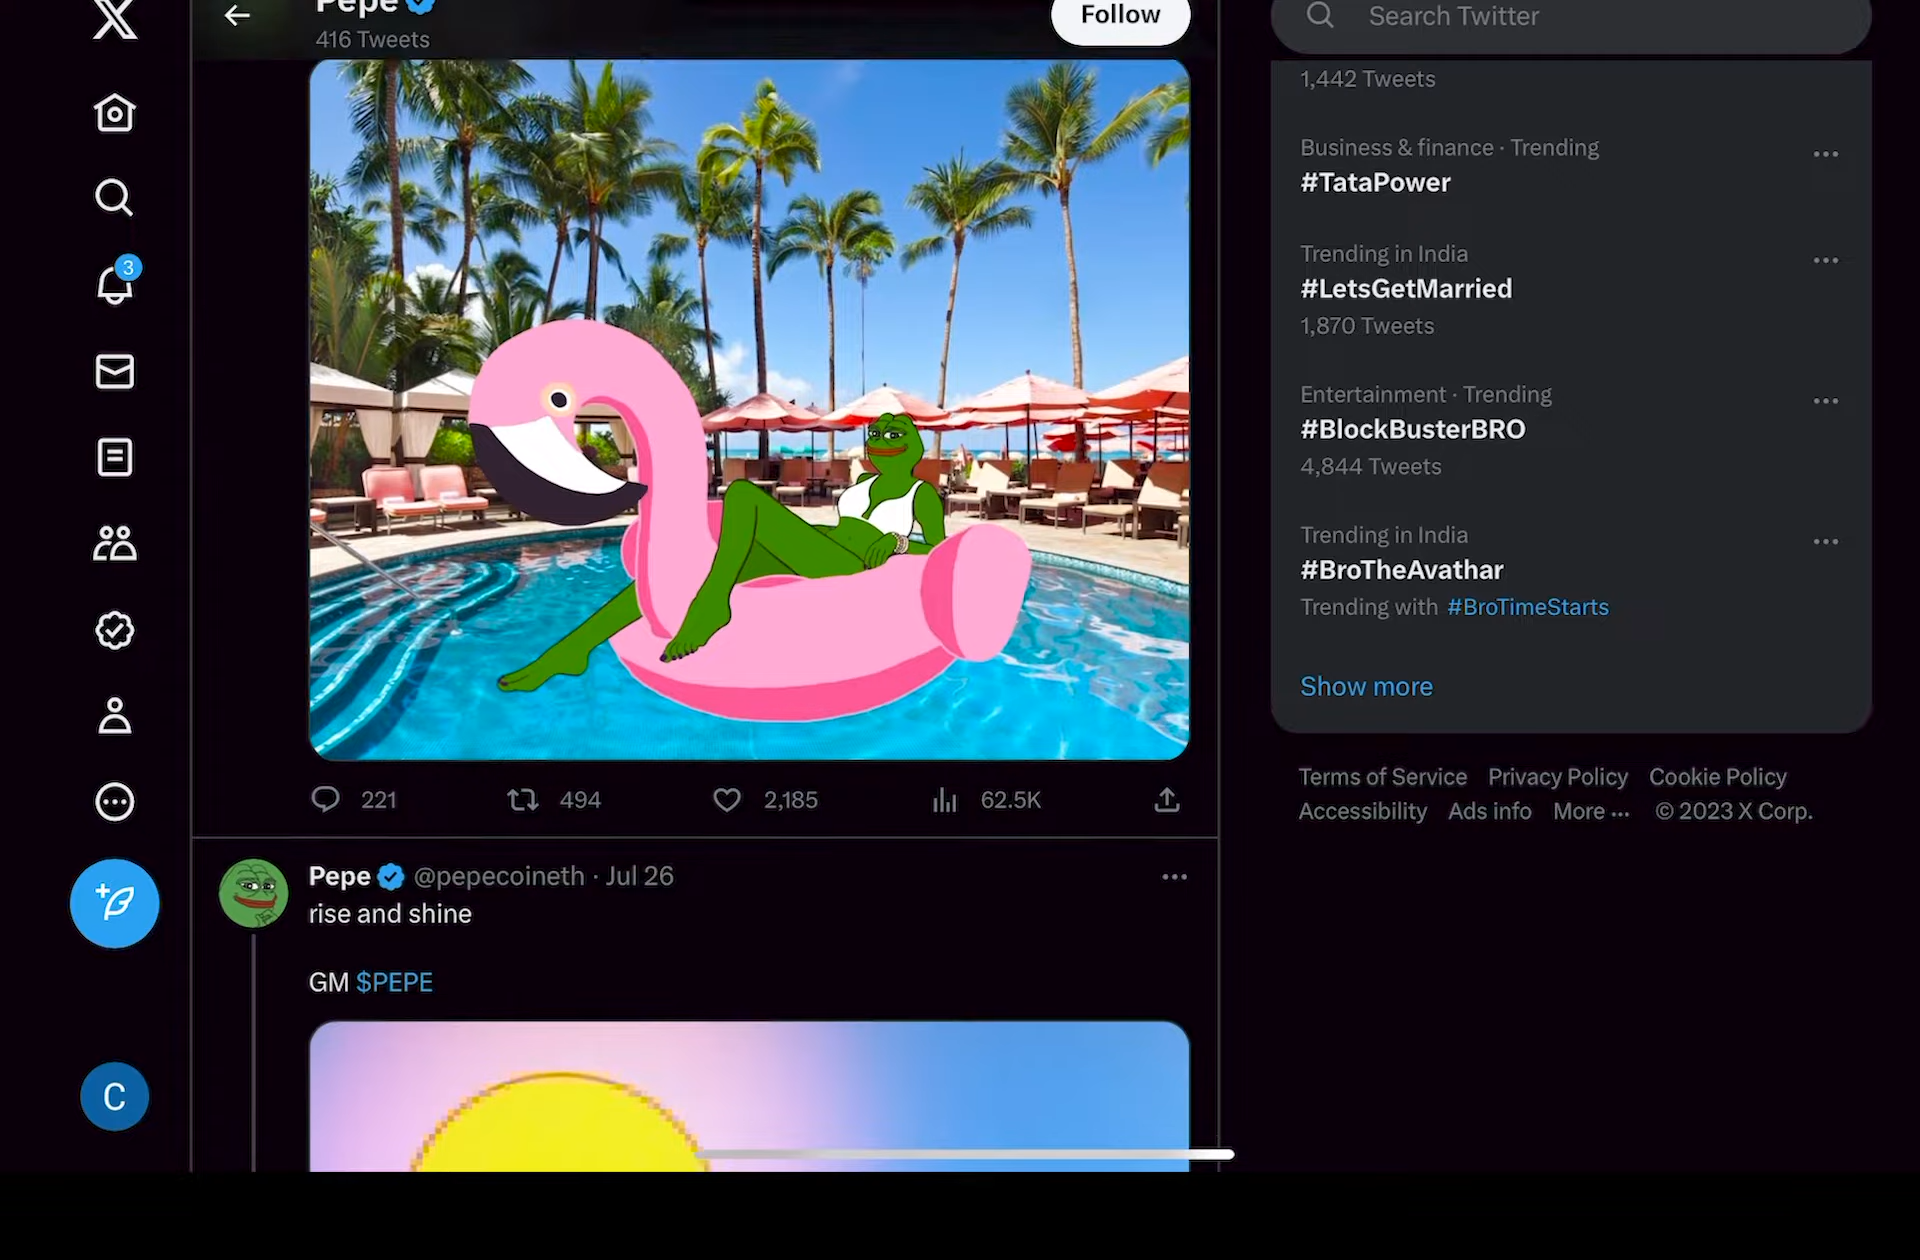 Pepe
416 Tweets
Follow
3
221 494 2,185 62.5K
Pepe @pepecoineth · Jul 26
rise and shine
GM $PEPE
C
Search Twitter
1,442 Tweets
Business & finance · Trending
#TataPower
Trending in India
#LetsGetMarried
1,870 Tweets
Entertainment · Trending
#BlockBusterBRO
4,844 Tweets
Trending in India
#BroTheAvathar
Trending with #BroTimeStarts
Show more
Terms of Service Privacy Policy Cookie Policy
Accessibility Ads info More ··· © 2023 X Corp.